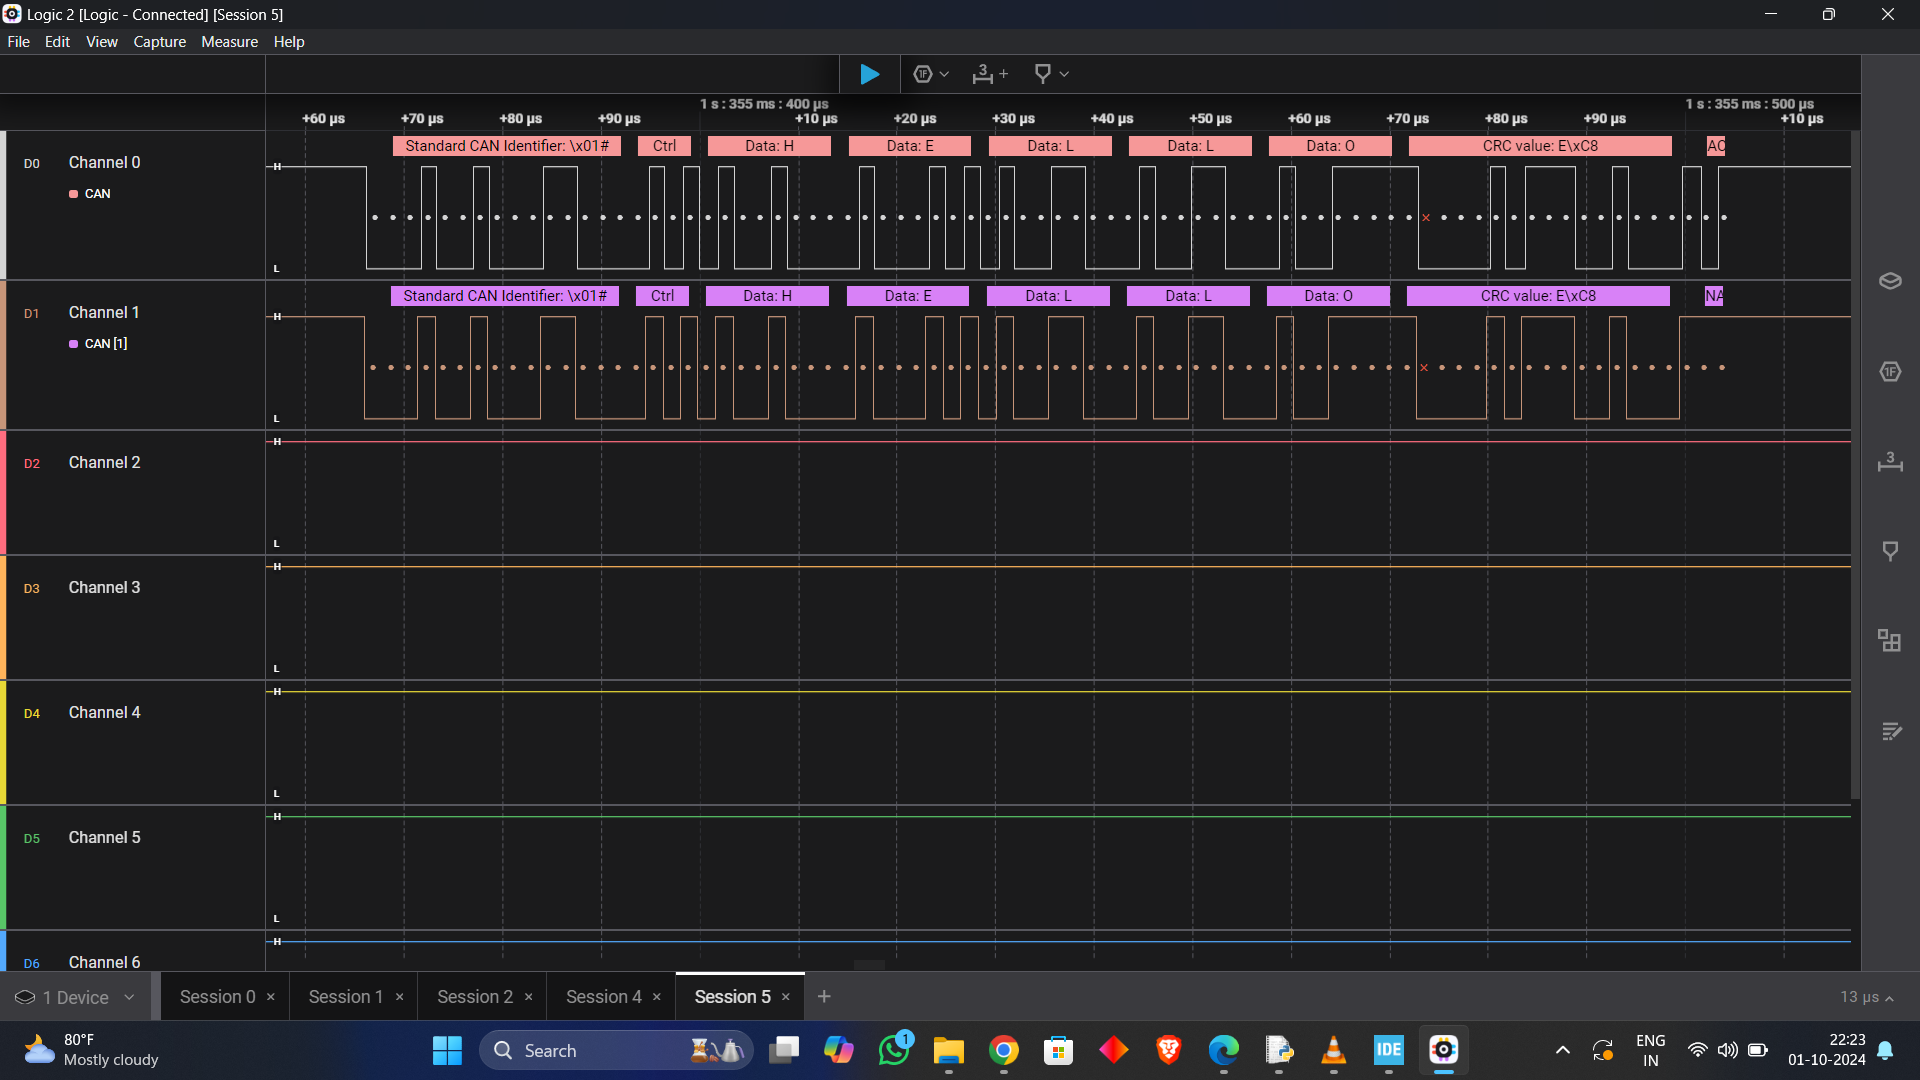 Logic 2 [Logic - Connected] [Session 5]
File Edit View Capture Measure Help
1F 3 +
1 s : 355 ms : 400 µs 1 s : 355 ms : 500 µs
+60 µs +70 µs +80 µs +90 µs +10 µs +20 µs +30 µs +40 µs +50 µs +60 µs +70 µs +80 µs +90 µs +10 µs
Standard CAN Identifier: \x01# Ctrl Data: H Data: E Data: L Data: L Data: O CRC value: E\xC8 AC
D0 Channel 0 H
CAN
L
Standard CAN Identifier: \x01# Ctrl Data: H Data: E Data: L Data: L Data: O CRC value: E\xC8 NA
D1 Channel 1 H
CAN [1]
L
H
D2 Channel 2
L
H
D3 Channel 3
L
H
D4 Channel 4
L
H
D5 Channel 5
L
H
D6 Channel 6
1F
3
1 Device Session 0 × Session 1 × Session 2 × Session 4 × Session 5 × + 13 µs
80°F
Mostly cloudy
Search
1
IDE
ENG
IN
22:23
01-10-2024